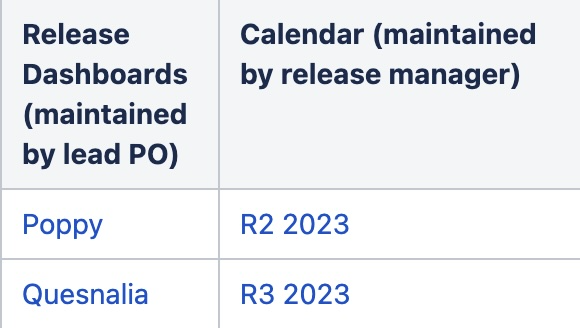 Release
Dashboards
(maintained
by lead PO)
Calendar (maintained
by release manager)
Poppy
R2 2023
Quesnalia
R3 2023